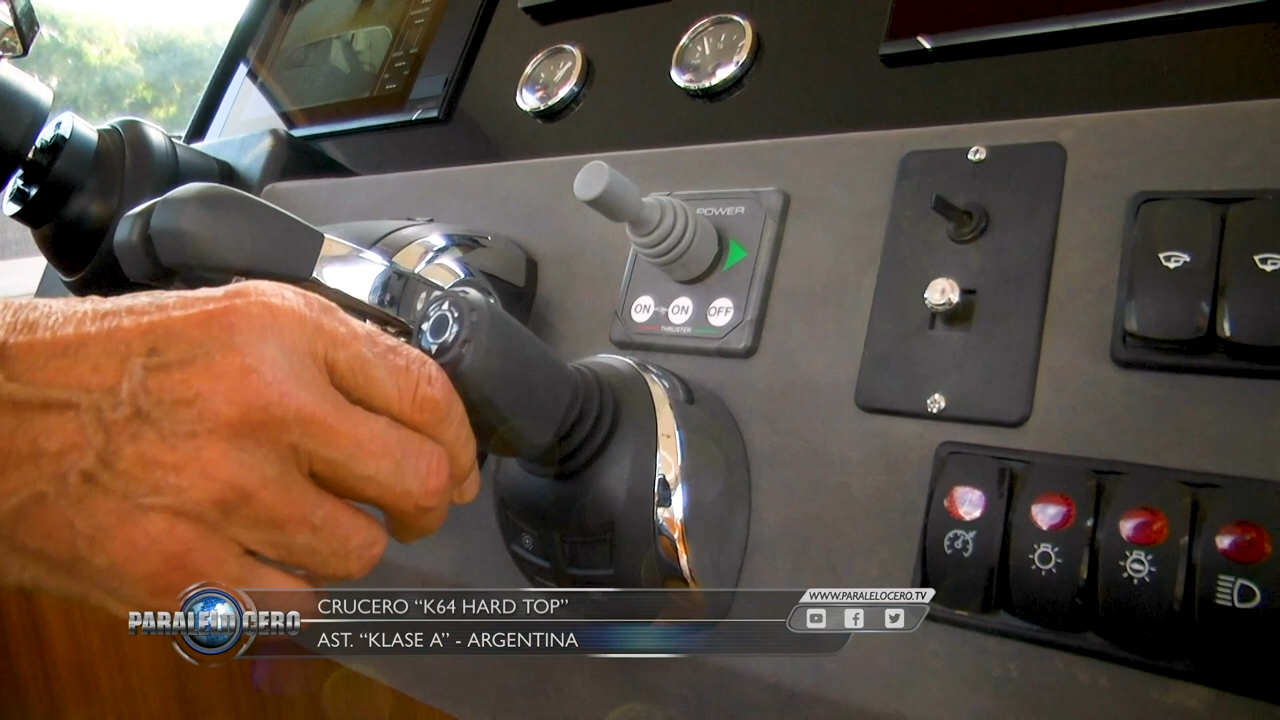 POWER
ON ON OFF
THRUSTER
PARALELO CERO
CRUCERO “K64 HARD TOP”
AST. “KLASE A” - ARGENTINA
WWW.PARALELOCERO.TV